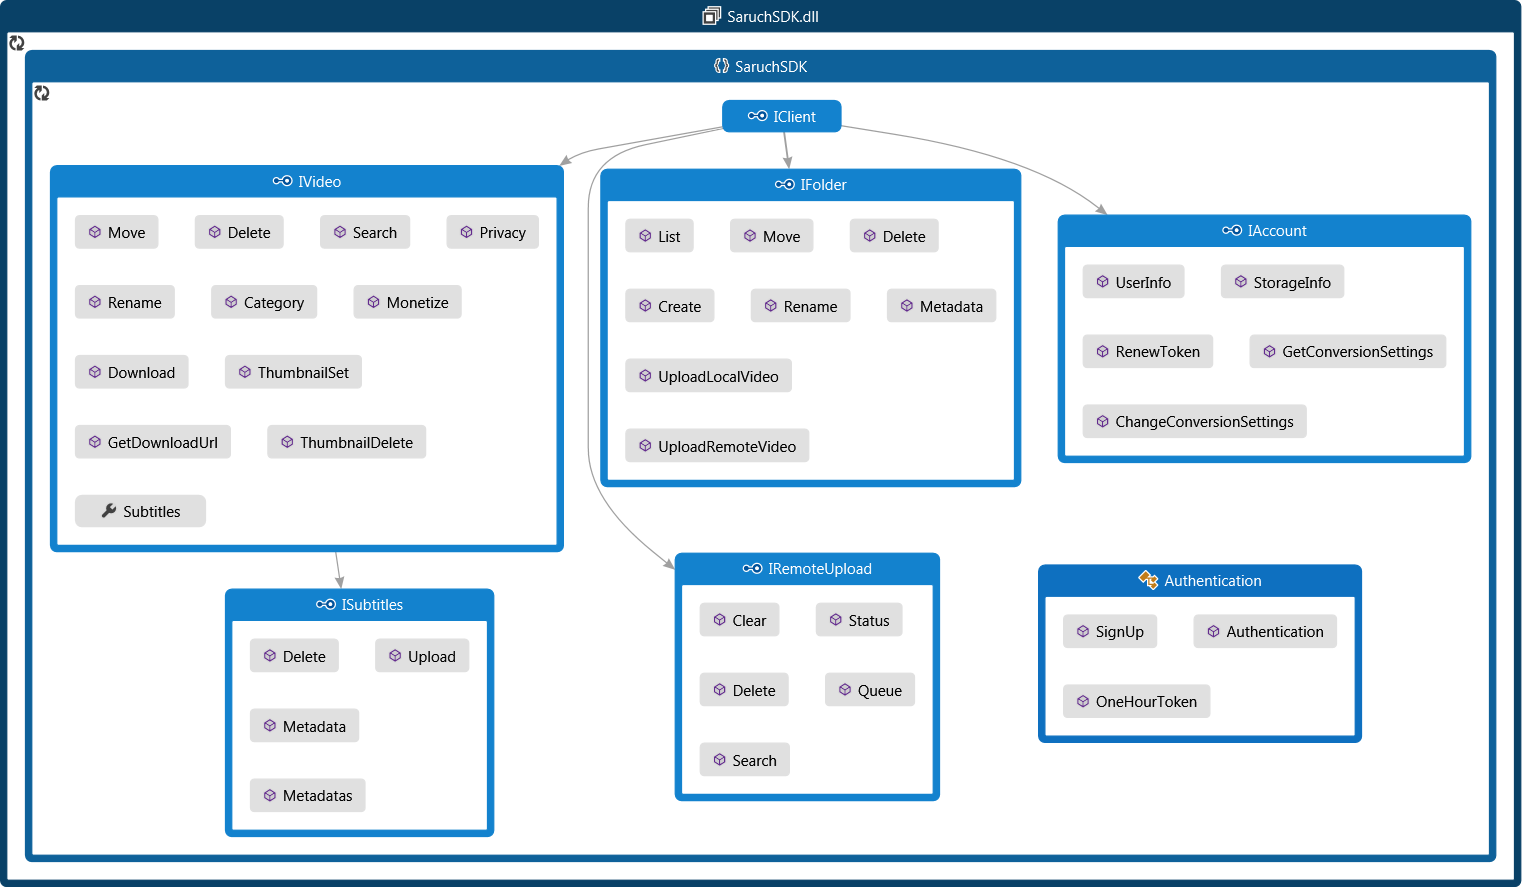 SaruchSDK.dll
SaruchSDK
IClient
IVideo
Move Delete Search Privacy
Rename Category Monetize
Download ThumbnailSet
GetDownloadUrl ThumbnailDelete
Subtitles
IFolder
List Move Delete
Create Rename Metadata
UploadLocalVideo
UploadRemoteVideo
IAccount
UserInfo StorageInfo
RenewToken GetConversionSettings
ChangeConversionSettings
ISubtitles
Delete Upload
Metadata
Metadatas
IRemoteUpload
Clear Status
Delete Queue
Search
Authentication
SignUp Authentication
OneHourToken